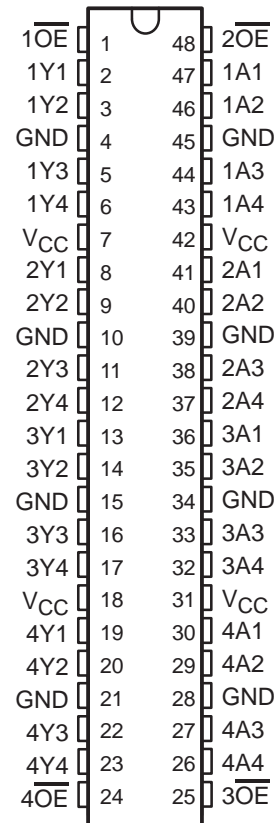 1O̅E̅ 1 48 2O̅E̅
1Y1 2 47 1A1
1Y2 3 46 1A2
GND 4 45 GND
1Y3 5 44 1A3
1Y4 6 43 1A4
VCC 7 42 VCC
2Y1 8 41 2A1
2Y2 9 40 2A2
GND 10 39 GND
2Y3 11 38 2A3
2Y4 12 37 2A4
3Y1 13 36 3A1
3Y2 14 35 3A2
GND 15 34 GND
3Y3 16 33 3A3
3Y4 17 32 3A4
VCC 18 31 VCC
4Y1 19 30 4A1
4Y2 20 29 4A2
GND 21 28 GND
4Y3 22 27 4A3
4Y4 23 26 4A4
4O̅E̅ 24 25 3O̅E̅